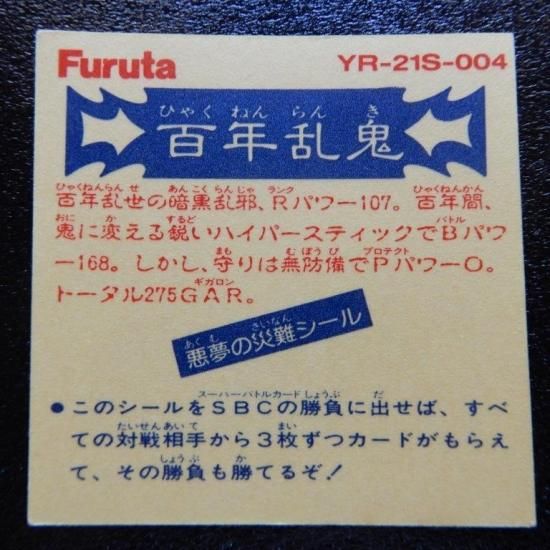 Furuta
YR-21S-004
ひゃく ねん らん き
百年乱鬼
ひゃくねんらん せ あんこくらんじゃ ランク ひゃくねんかん
百年乱世の暗黒乱邪、Rパワー107。百年間、
おに か するど バトル
鬼に変える鋭いハイパースティックでBパワ
まも むぼうび プロテクト
ー168。しかし、守りは無防備でPパワー0。
ギガロン
トータル275GAR。
あくむ さいなん
悪夢の災難シール
スーパーバトルカード しょうぶ だ
●このシールをSBCの勝負に出せば、すべ
たいせんあいて まい
ての対戦相手から3枚ずつカードがもらえ
しょうぶ か
て、その勝負も勝てるぞ!